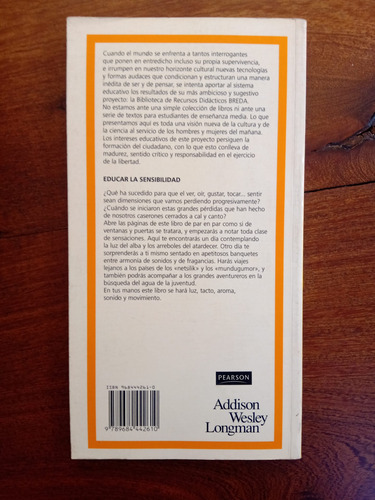 Cuando el mundo se enfrenta a tantos interrogantes
que ponen en entredicho incluso su propia supervivencia,
e irrumpen en nuestro horizonte cultural nuevas tecnologías
y formas audaces que condicionan y estructuran una manera
inédita de ser y de pensar, se intenta aportar al sistema
educativo los resultados de su más ambicioso y sugestivo
proyecto: la Biblioteca de Recursos Didácticos BREDA.
No estamos ante una simple colección de libros ni ante una
serie de textos para estudiantes de enseñanza media. Lo que
presentamos aquí es toda una visión nueva de la cultura y de
la ciencia al servicio de los hombres y mujeres del mañana.
Los intereses educativos de este proyecto persiguen la
formación del ciudadano, con lo que esto conlleva de
madurez, sentido crítico y responsabilidad en el ejercicio
de la libertad.
EDUCAR LA SENSIBILIDAD
¿Qué ha sucedido para que el ver, oir, gustar, tocar... sentir
sean dimensiones que vamos perdiendo progresivamente?
¿Cuándo se iniciaron estas grandes pérdidas que han hecho
de nosotros caserones cerrados a cal y canto?
Abre las páginas de este libro de par en par como si de
ventanas y puertas se tratara, y empezarás a notar toda clase
de sensaciones. Aquí te encontrarás un día contemplando
la luz del alba y los arreboles del atardecer. Otro día te
sorprenderás a ti mismo sentado en apetitosos banquetes
entre armonía de sonidos y de fragancias. Harás viajes
lejanos a los países de los «netsilik» y los «mundugumor», y
también podrás acompañar a los grandes aventureros en la
búsqueda del agua de la juventud.
En tus manos este libro se hará luz, tacto, aroma,
sonido y movimiento.
ISBN 968444261-0
9 789684 442610
PEARSON
Addison
Wesley
Longman